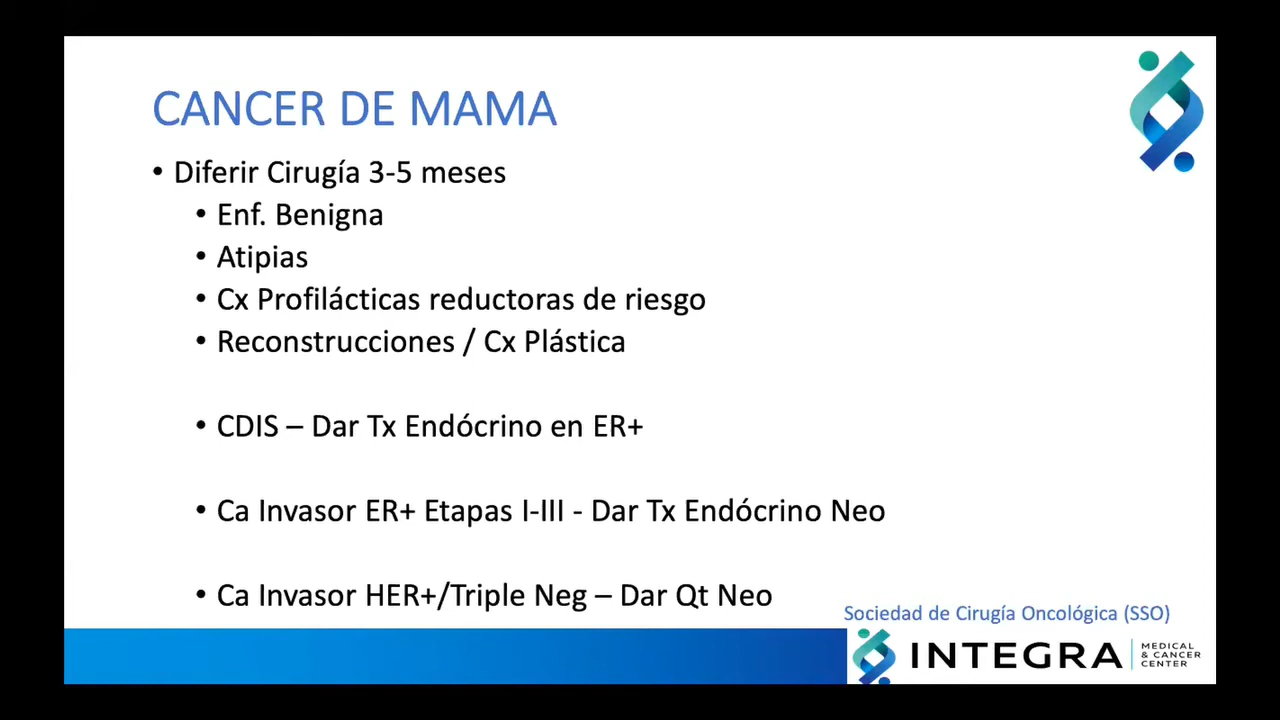 CANCER DE MAMA
• Diferir Cirugía 3-5 meses
• Enf. Benigna
• Atipias
• Cx Profilácticas reductoras de riesgo
• Reconstrucciones / Cx Plástica
• CDIS – Dar Tx Endócrino en ER+
• Ca Invasor ER+ Etapas I-III - Dar Tx Endócrino Neo
• Ca Invasor HER+/Triple Neg – Dar Qt Neo
Sociedad de Cirugía Oncológica (SSO)
INTEGRA
MEDICAL
& CANCER
CENTER